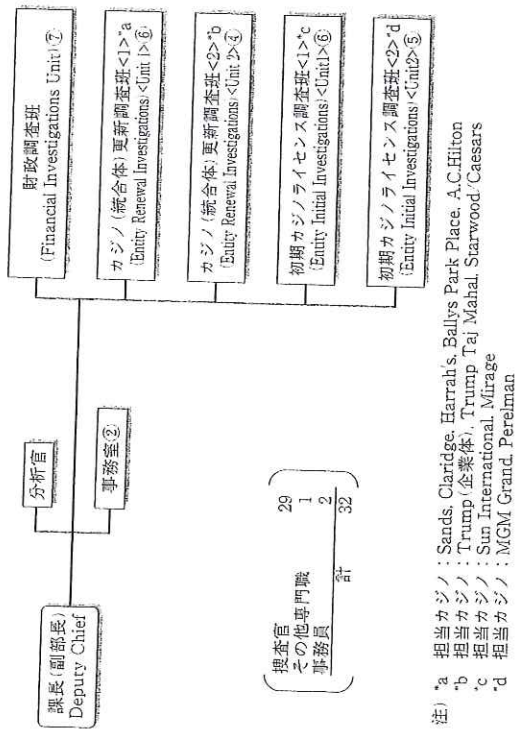 課長(副部長)
Deputy Chief
分析官
事務室②
財政調査班
(Financial Investigations Unit)⑦
カジノ(統合体)更新調査班<1>*a
(Entity Renewal Investigations)<Unit 1>⑥
カジノ(統合体)更新調査班<2>*b
(Entity Renewal Investigations)<Unit 2>④
初期カジノライセンス調査班<1>*c
(Entity Initial Investigations)<Unit1>⑥
初期カジノライセンス調査班<2>*d
(Entity Initial Investigations)<Unit2>⑤
捜査官 29
その他専門職 1
事務員 2
計 32
注) *a 担当カジノ：Sands, Claridge, Harrah's, Ballys Park Place, A.C.Hilton
*b 担当カジノ：Trump(企業体), Trump Taj Mahal, Starwood/Caesars
*c 担当カジノ：Sun International, Mirage
*d 担当カジノ：MGM Grand, Perelman